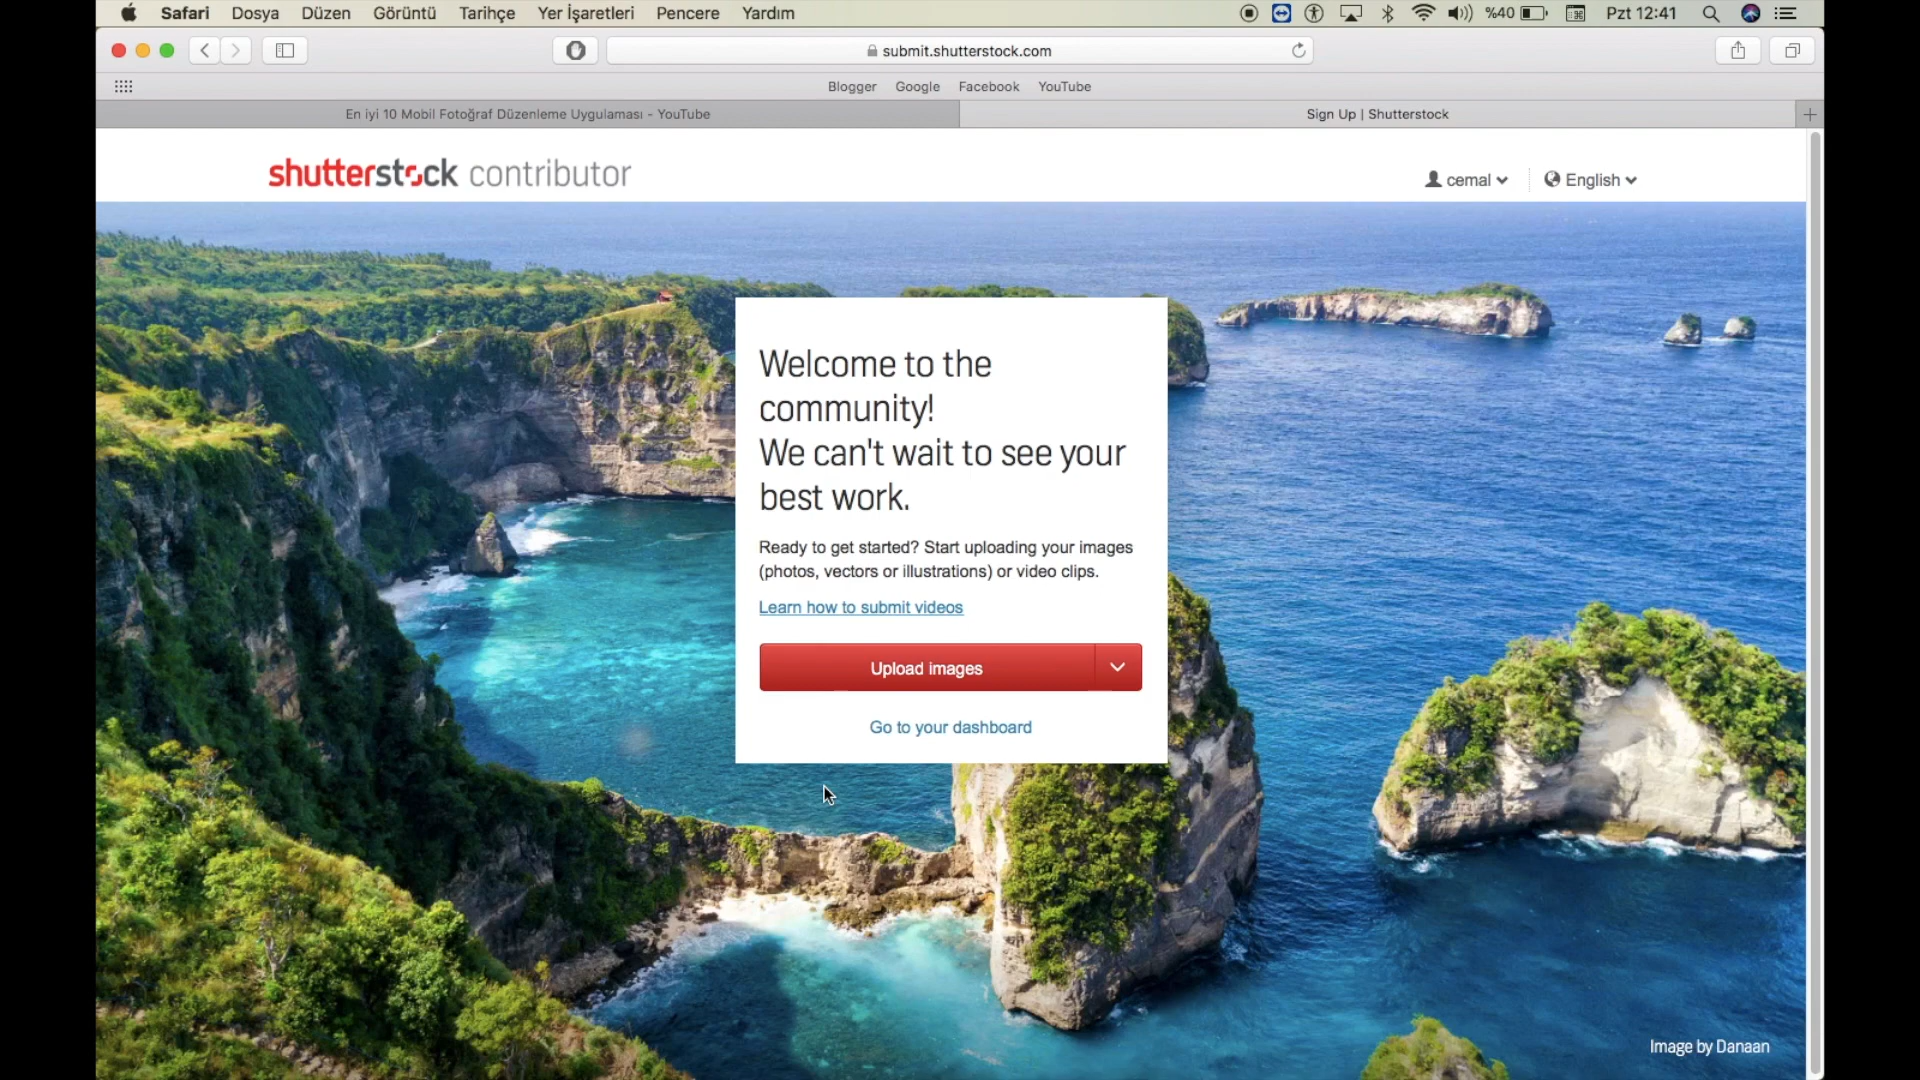 Safari Dosya Düzen Görüntü Tarihçe Yer İşaretleri Pencere Yardım %40 Pzt 12:41
submit.shutterstock.com
Blogger Google Facebook YouTube
En iyi 10 Mobil Fotoğraf Düzenleme Uygulaması - YouTube
Sign Up | Shutterstock
shutterstock contributor
cemal English
Welcome to the
community!
We can't wait to see your
best work.
Ready to get started? Start uploading your images
(photos, vectors or illustrations) or video clips.
Learn how to submit videos
Upload images
Go to your dashboard
Image by Danaan